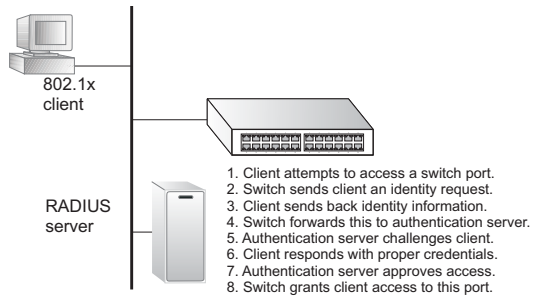 802.1x
client
RADIUS
server
1. Client attempts to access a switch port.
2. Switch sends client an identity request.
3. Client sends back identity information.
4. Switch forwards this to authentication server.
5. Authentication server challenges client.
6. Client responds with proper credentials.
7. Authentication server approves access.
8. Switch grants client access to this port.